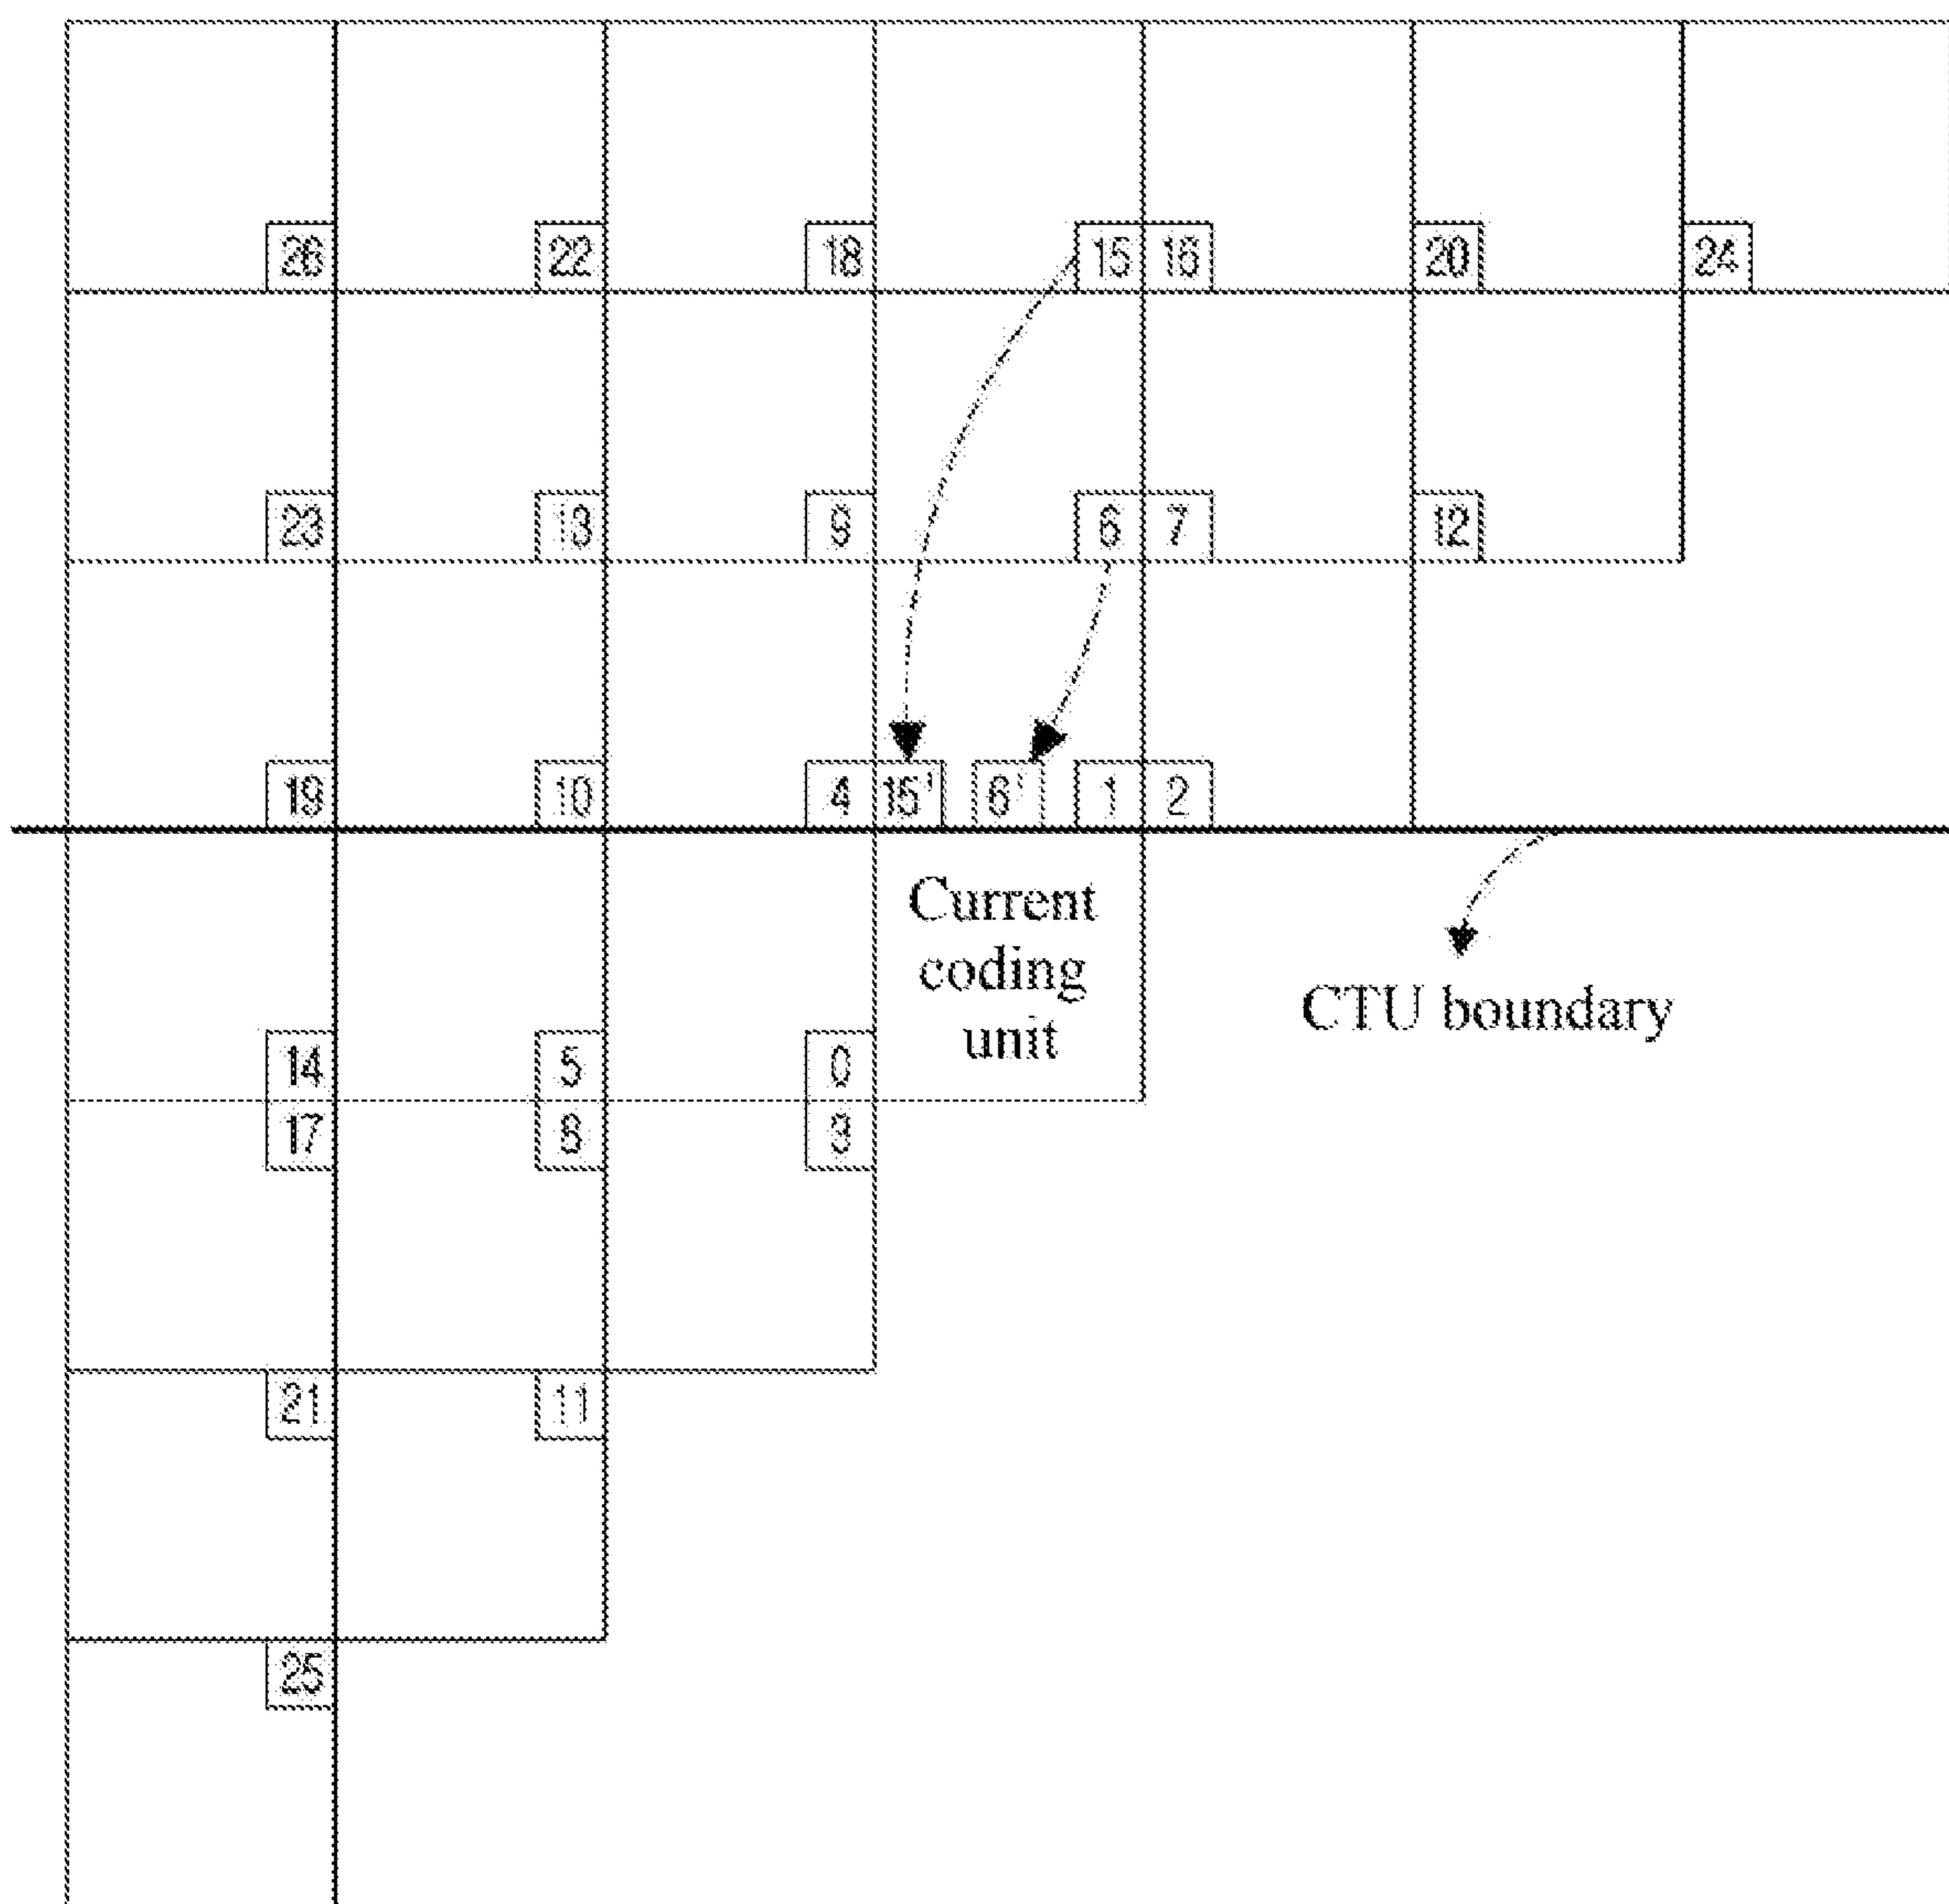 26 22 18 15 16 20 24
23 13 9 6 7 12
19 10 4 15' 6' 1 2
Current
coding
unit
CTU boundary
14 5 0
17 8 3
21 11
25